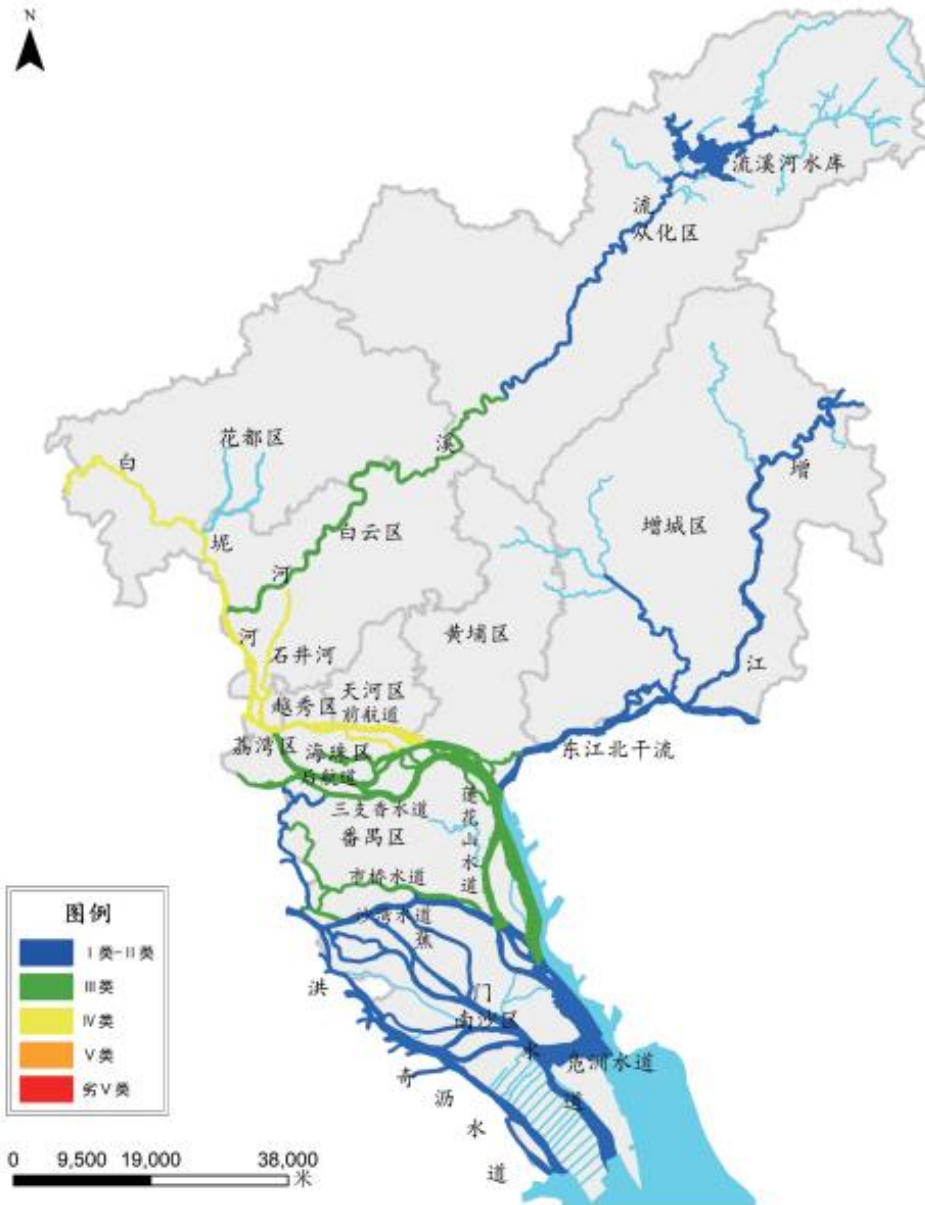 N
流溪河水库
流
从化区
花都区
溪
白
增
坭
白云区
增城区
河
河
黄埔区
石井河
江
天河区
越秀区
前航道
荔湾区
海珠区
后航道
东江北干流
三支香水道
莲花山水道
番禺区
市桥水道
沙湾水道
蕉
洪
门
南沙区
水
凫洲水道
奇
道
沥
水
道
图例
I类-II类
III类
IV类
V类
劣V类
0 9,500 19,000 38,000
米